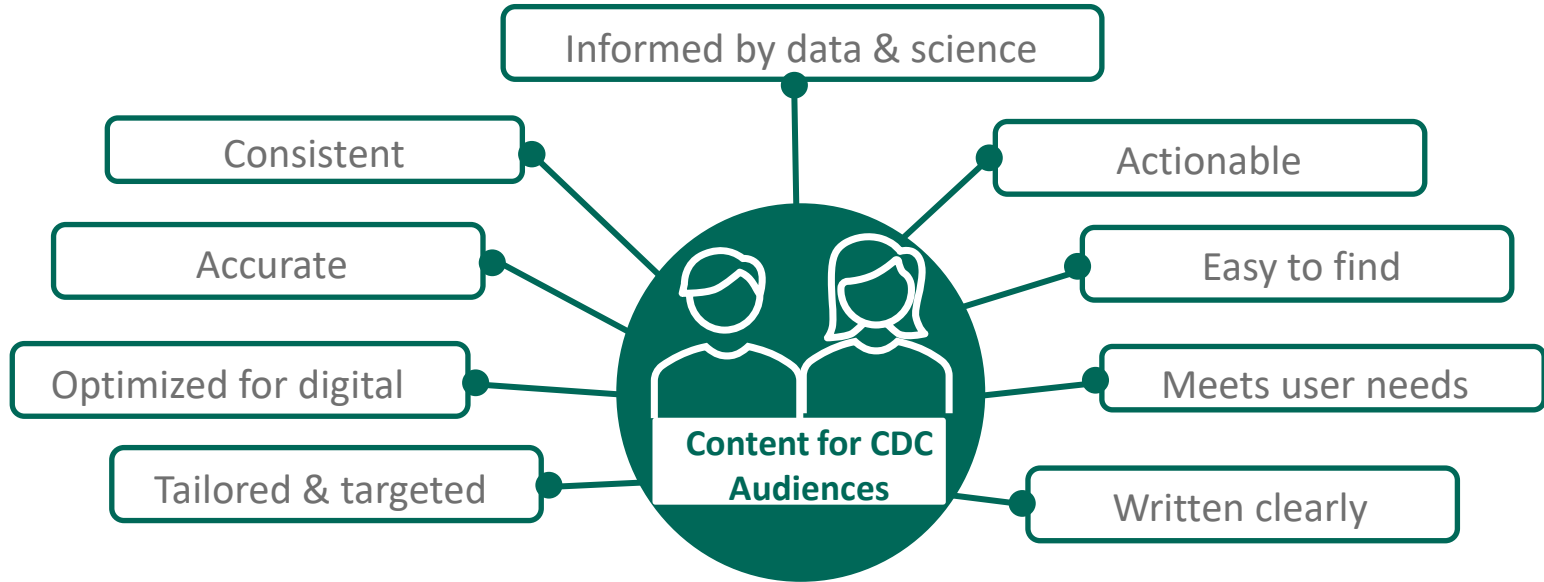 Informed by data & science
Consistent
Actionable
Accurate
Easy to find
Optimized for digital
Meets user needs
Content for CDC
Audiences
Tailored & targeted
Written clearly